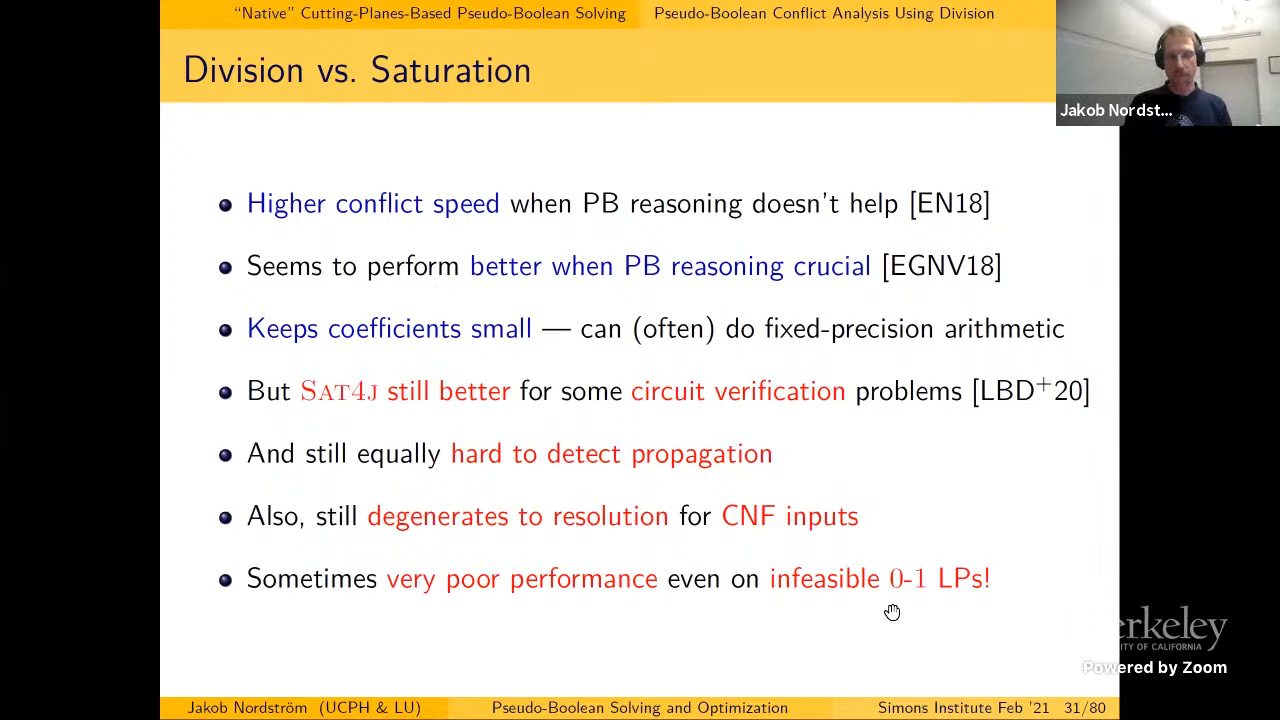 “Native” Cutting-Planes-Based Pseudo-Boolean Solving Pseudo-Boolean Conflict Analysis Using Division
Division vs. Saturation
Jakob Nordst...
Higher conflict speed when PB reasoning doesn't help [EN18]
Seems to perform better when PB reasoning crucial [EGNV18]
Keeps coefficients small — can (often) do fixed-precision arithmetic
But SAT4J still better for some circuit verification problems [LBD+20]
And still equally hard to detect propagation
Also, still degenerates to resolution for CNF inputs
Sometimes very poor performance even on infeasible 0-1 LPs!
erkeley
TY OF CALIFORNIA
Powered by Zoom
Jakob Nordström (UCPH & LU) Pseudo-Boolean Solving and Optimization Simons Institute Feb '21 31/80